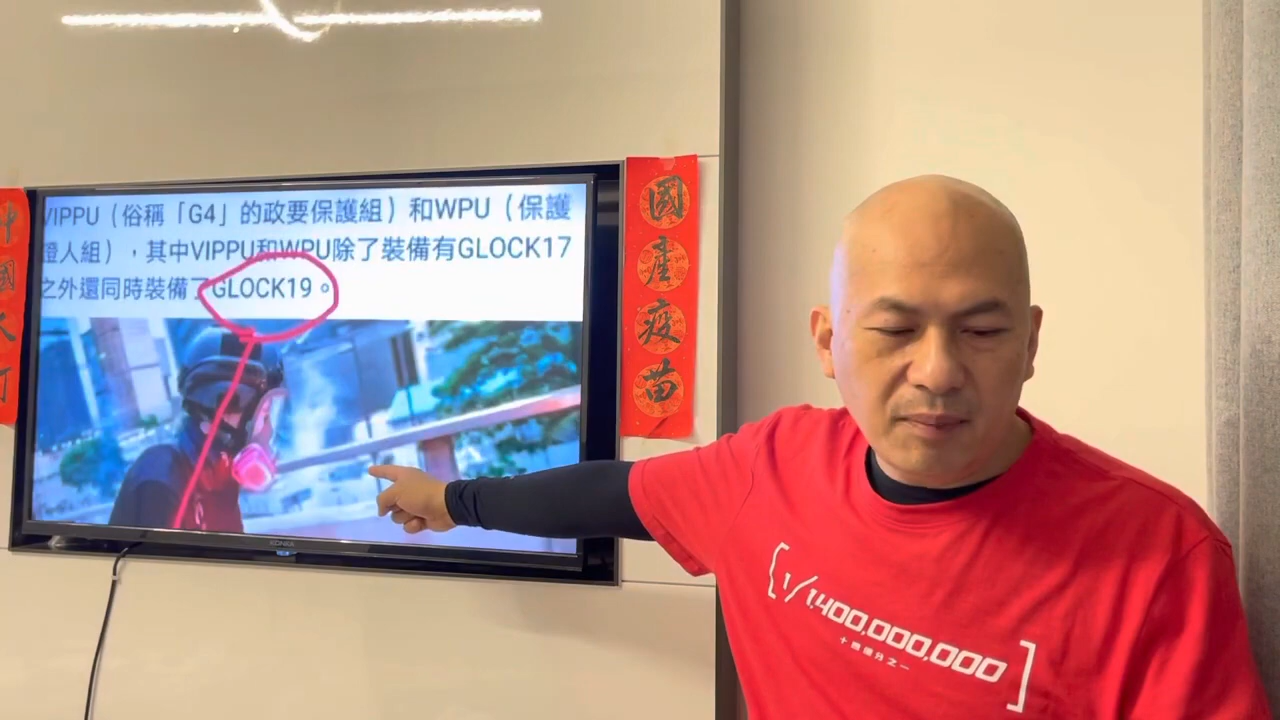 VIPPU（俗稱「G4」的政要保護組）和WPU（保護
證人組），其中VIPPU和WPU除了裝備有GLOCK17
之外還同時裝備了GLOCK19。
國產疫苗
KONKA
[1/1,400,000,000]
十四億分之一